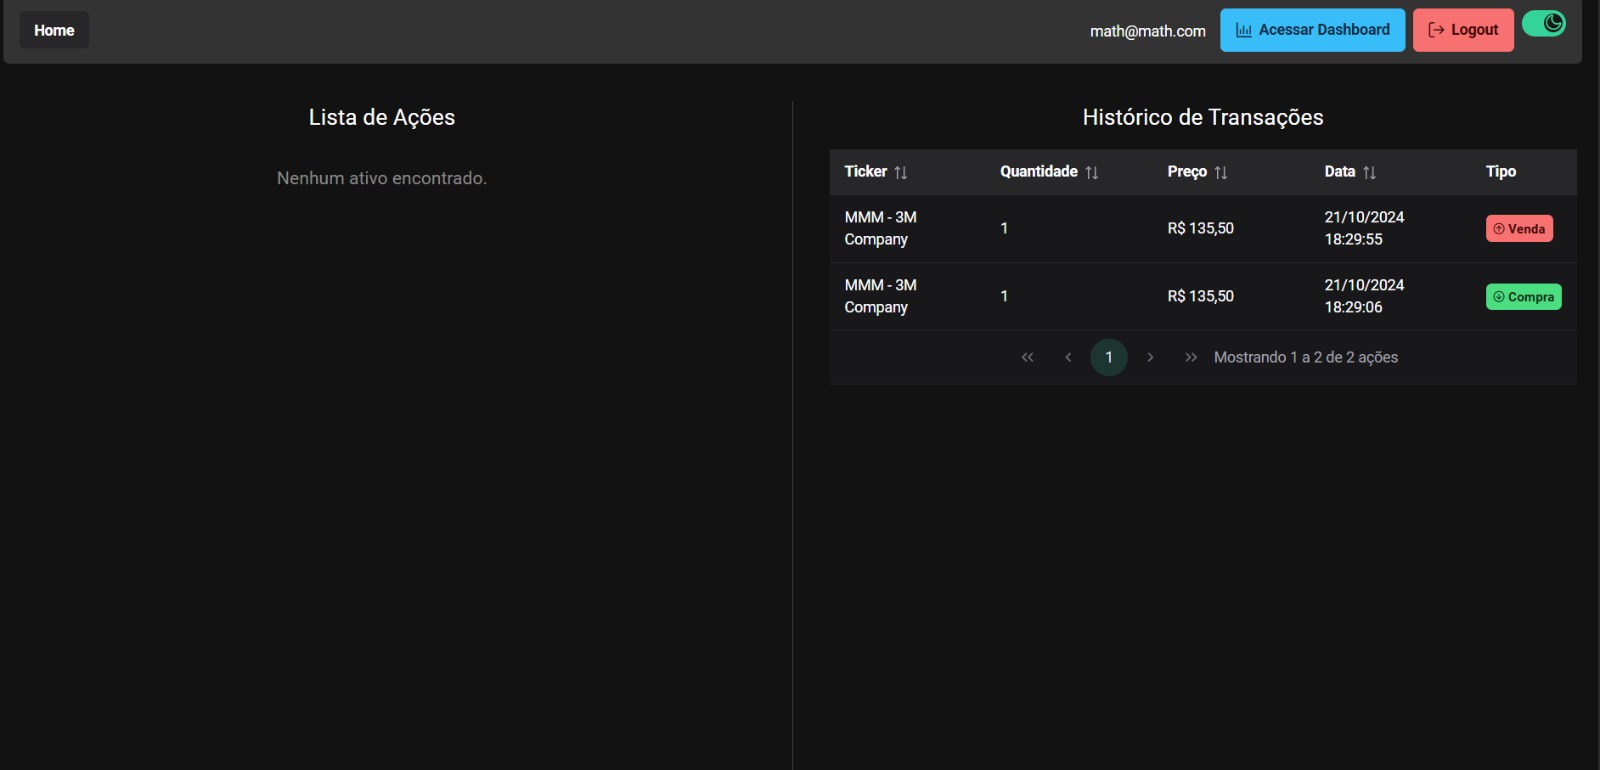 Home
math@math.com
Acessar Dashboard
Logout
Lista de Ações
Nenhum ativo encontrado.
Histórico de Transações
Ticker Quantidade Preço Data Tipo
MMM - 3M
Company
1
R$ 135,50
21/10/2024
18:29:55
Venda
MMM - 3M
Company
1
R$ 135,50
21/10/2024
18:29:06
Compra
1
Mostrando 1 a 2 de 2 ações